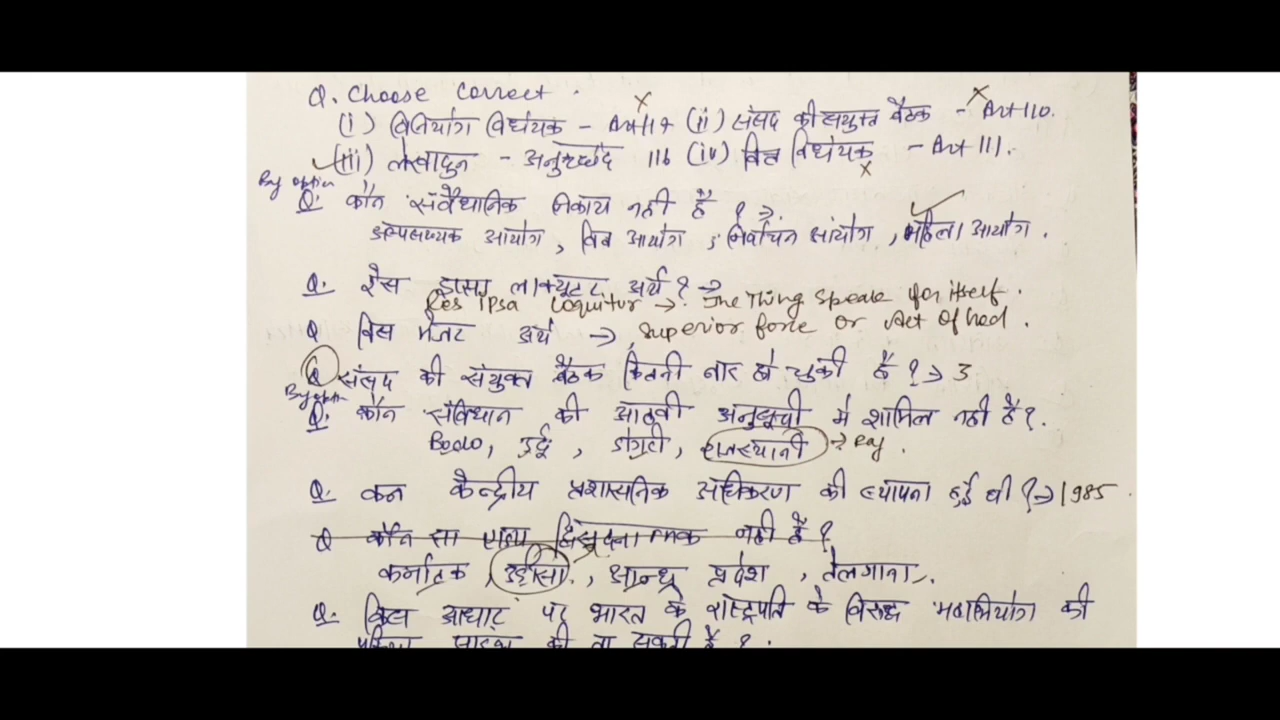 Q. Choose Correct.
(i) विनियोग विधेयक - Art 117 (ii) संसद की संयुक्त बैठक - Art 110.
(iii) लेखादुन - अनुच्छेद 116 (iv) वित्त विधेयक - Art 111.
By option
Q. कौन संवैधानिक निकाय नही है ? →
अल्पसंख्यक आयोग, वित्त आयोग, निर्वाचन आयोग, महिला आयोग.
Q. रैस इप्सा लाक्यूटर अर्थ ? →
Res Ipsa Loquitur → The Thing Speak for itself.
Q विस मेजर अर्थ → Superior force or Act of God.
Q संसद की संयुक्त बैठक कितनी बार हो चुकी है ? → 3
By option
Q. कौन संविधान की आठवी अनुसूची मे शामिल नही है ?
Bodo, उर्दू, डोगरी, राजस्थानी → Raj.
Q. कब केन्द्रीय प्रशासनिक अधिकरण की स्थापना हुई थी ? → 1985
Q कौन सा राज्य द्विसदनात्मक नही है ?
कर्नाटक, उड़ीसा, आन्ध्र प्रदेश, तेलगाना.
Q. किस आधार पर भारत के राष्ट्रपति के विरुद्ध महाभियोग की